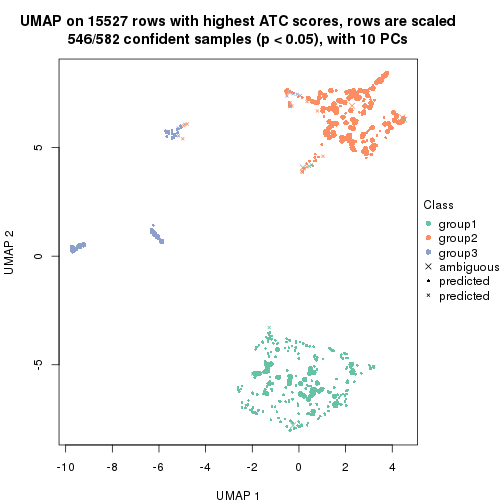 UMAP on 15527 rows with highest ATC scores, rows are scaled
546/582 confident samples (p < 0.05), with 10 PCs
UMAP 2
5
0
-5
-10
-8
-6
-4
-2
0
2
4
UMAP 1
Class
group1
group2
group3
ambiguous
predicted
predicted